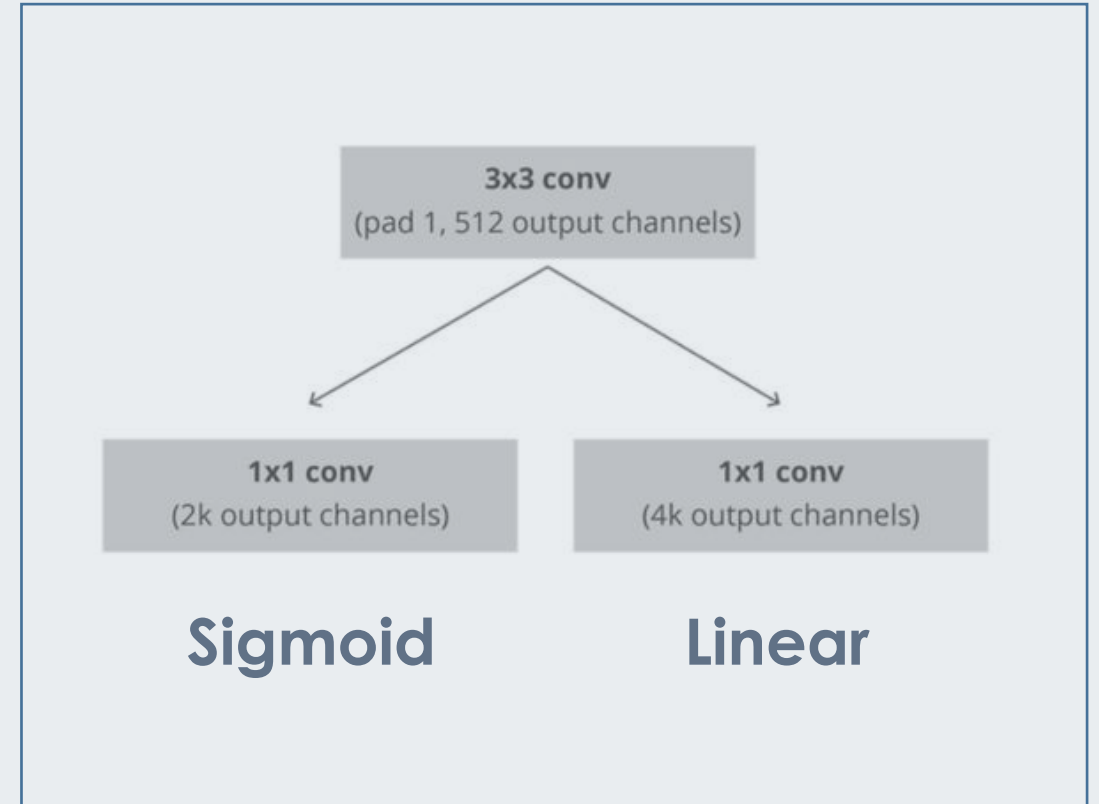 3x3 conv
(pad 1, 512 output channels)
1x1 conv
(2k output channels)
1x1 conv
(4k output channels)
Sigmoid
Linear